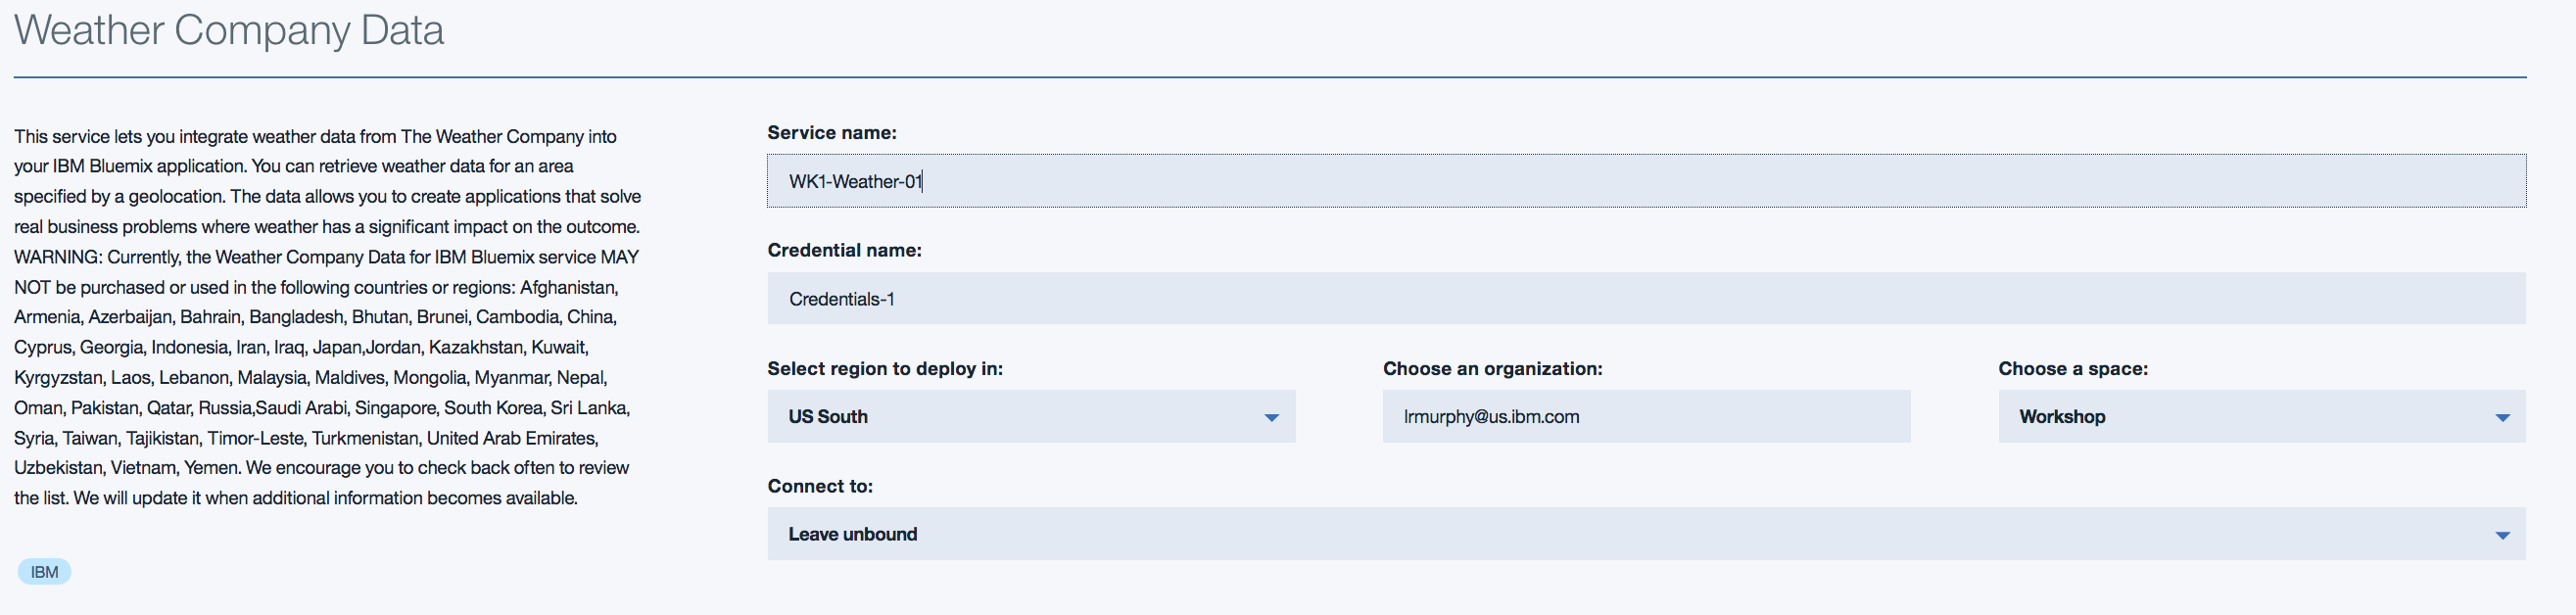 Weather Company Data
This service lets you integrate weather data from The Weather Company into
your IBM Bluemix application. You can retrieve weather data for an area
specified by a geolocation. The data allows you to create applications that solve
real business problems where weather has a significant impact on the outcome.
WARNING: Currently, the Weather Company Data for IBM Bluemix service MAY
NOT be purchased or used in the following countries or regions: Afghanistan,
Armenia, Azerbaijan, Bahrain, Bangladesh, Bhutan, Brunei, Cambodia, China,
Cyprus, Georgia, Indonesia, Iran, Iraq, Japan,Jordan, Kazakhstan, Kuwait,
Kyrgyzstan, Laos, Lebanon, Malaysia, Maldives, Mongolia, Myanmar, Nepal,
Oman, Pakistan, Qatar, Russia,Saudi Arabi, Singapore, South Korea, Sri Lanka,
Syria, Taiwan, Tajikistan, Timor-Leste, Turkmenistan, United Arab Emirates,
Uzbekistan, Vietnam, Yemen. We encourage you to check back often to review
the list. We will update it when additional information becomes available.
IBM
Service name:
WK1-Weather-01
Credential name:
Credentials-1
Select region to deploy in:
US South
Choose an organization:
lrmurphy@us.ibm.com
Choose a space:
Workshop
Connect to:
Leave unbound